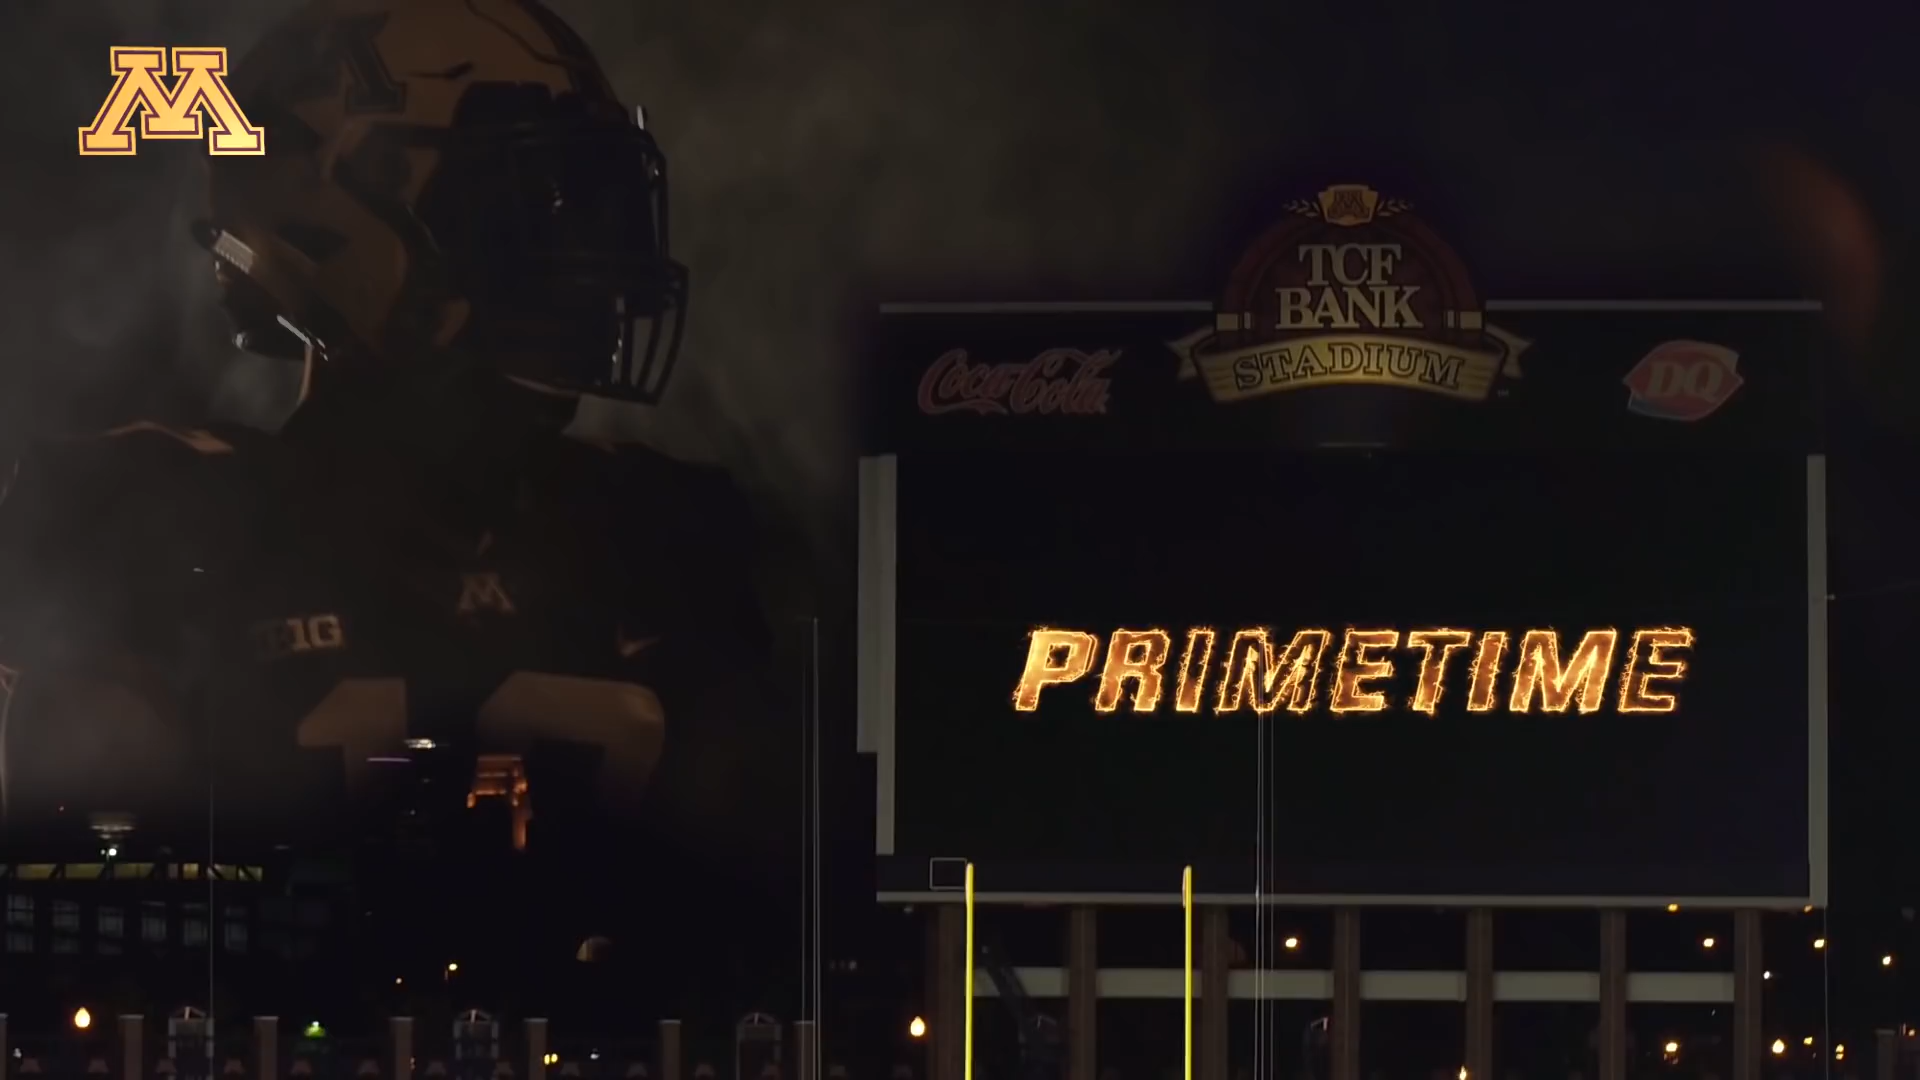 M
TCF
BANK
STADIUM
Coca-Cola
DQ
M
B1G
PRIMETIME